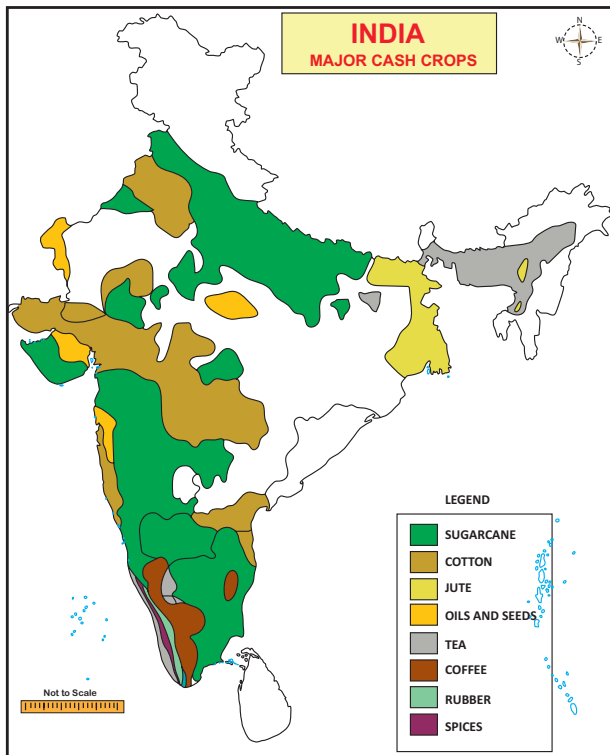 INDIA
MAJOR CASH CROPS
N
W E
S
LEGEND
SUGARCANE
COTTON
JUTE
OILS AND SEEDS
TEA
COFFEE
RUBBER
SPICES
Not to Scale